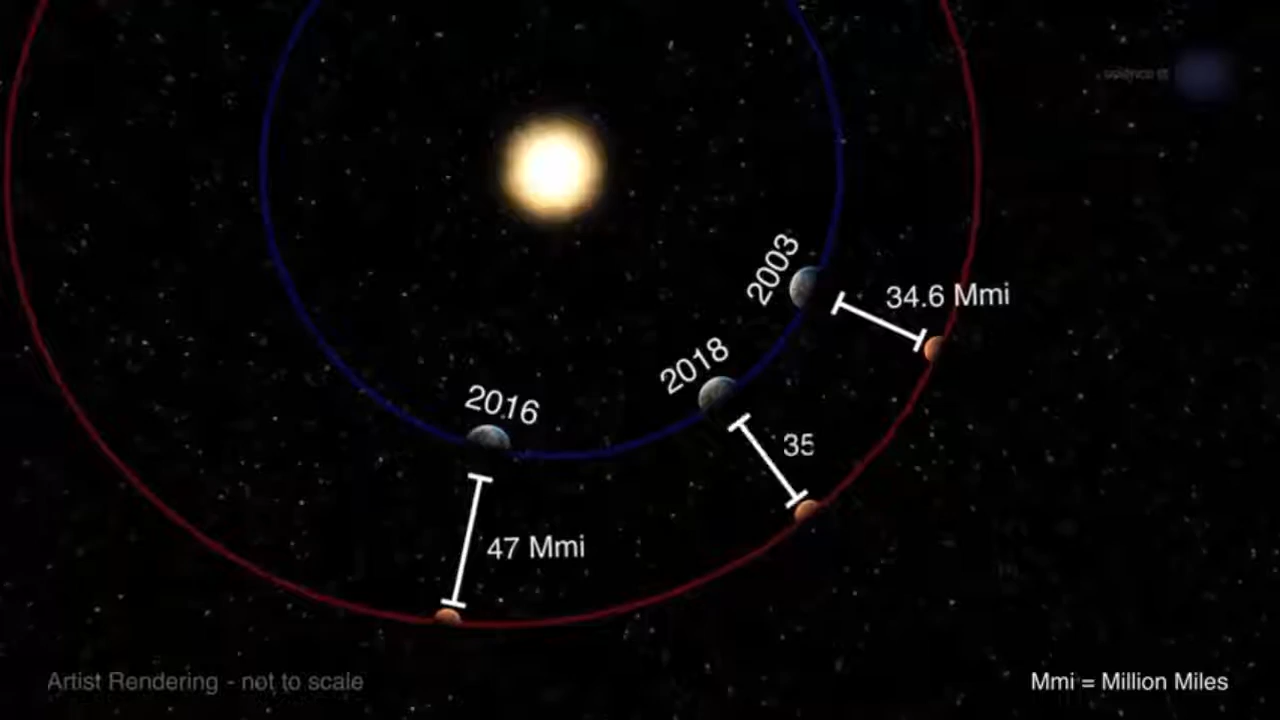 2003
34.6 Mmi
2018
2016
35
47 Mmi
Artist Rendering - not to scale
Mmi = Million Miles